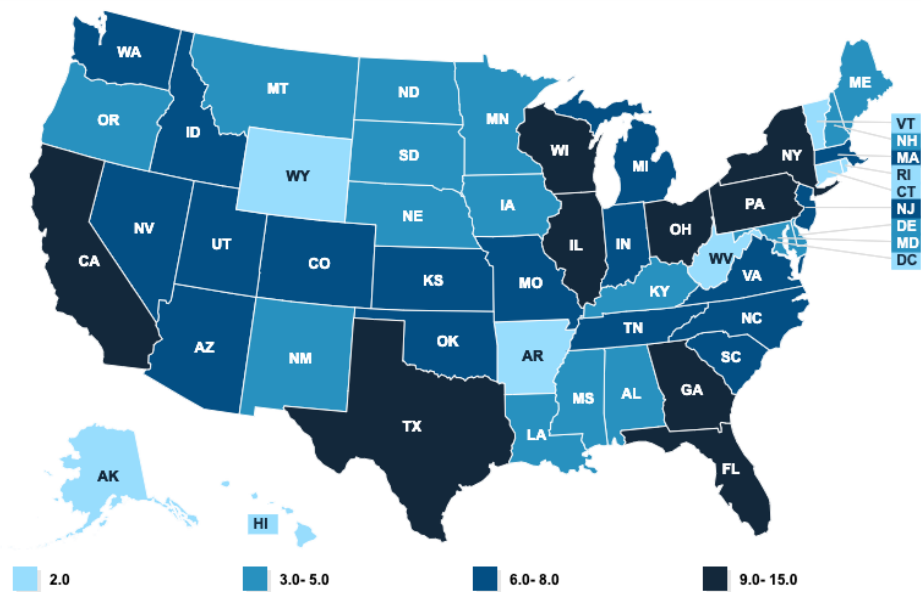 WA
MT
ND
MN
ME
OR
ID
SD
WI
MI
NY
VT
NH
MA
RI
CT
NJ
DE
MD
DC
WY
NE
IA
PA
NV
UT
CO
KS
MO
IL
IN
OH
WV
VA
CA
KY
NC
AZ
NM
OK
AR
TN
SC
MS
AL
GA
TX
LA
FL
AK
HI
2.0
3.0- 5.0
6.0- 8.0
9.0- 15.0